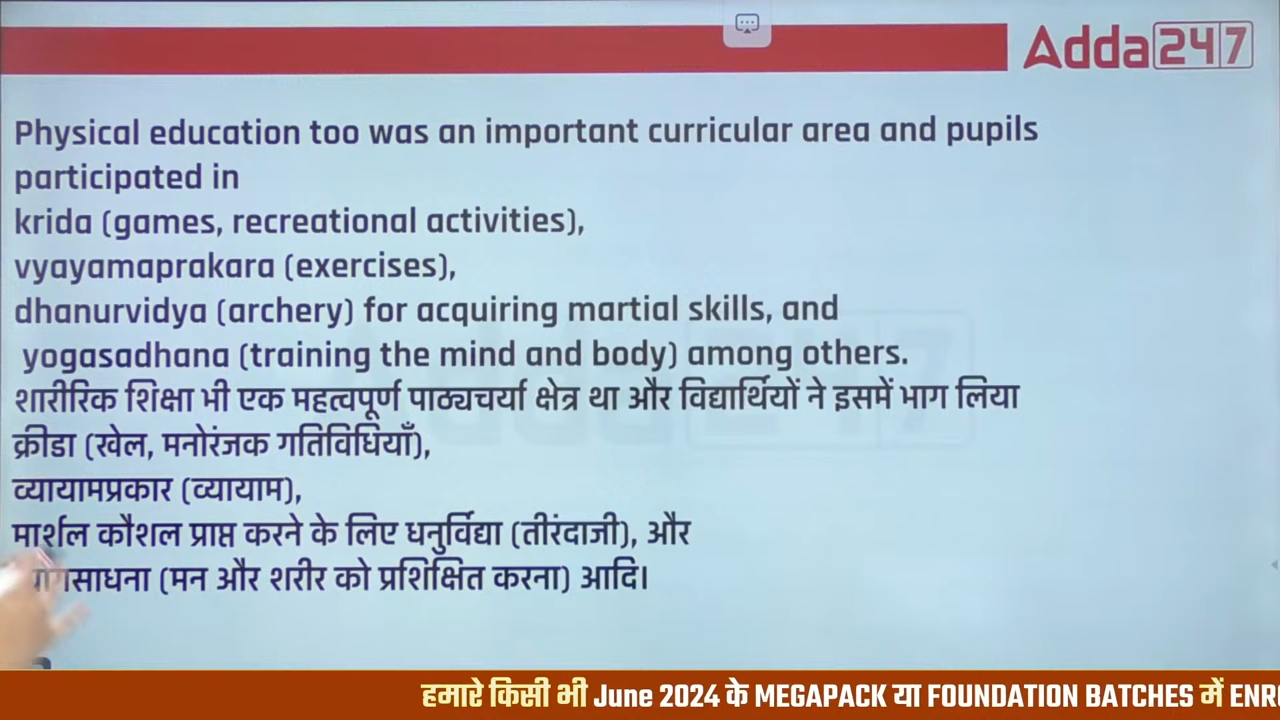 Adda247
Physical education too was an important curricular area and pupils
participated in
krida (games, recreational activities),
vyayamaprakara (exercises),
dhanurvidya (archery) for acquiring martial skills, and
yogasadhana (training the mind and body) among others.
शारीरिक शिक्षा भी एक महत्वपूर्ण पाठ्यचर्या क्षेत्र था और विद्यार्थियों ने इसमें भाग लिया
क्रीडा (खेल, मनोरंजक गतिविधियाँ),
व्यायामप्रकार (व्यायाम),
मार्शल कौशल प्राप्त करने के लिए धनुर्विद्या (तीरंदाजी), और
(मन और शरीर को प्रशिक्षित करना) आदि।
हमारे किसी भी June 2024 के MEGAPACK या FOUNDATION BATCHES में